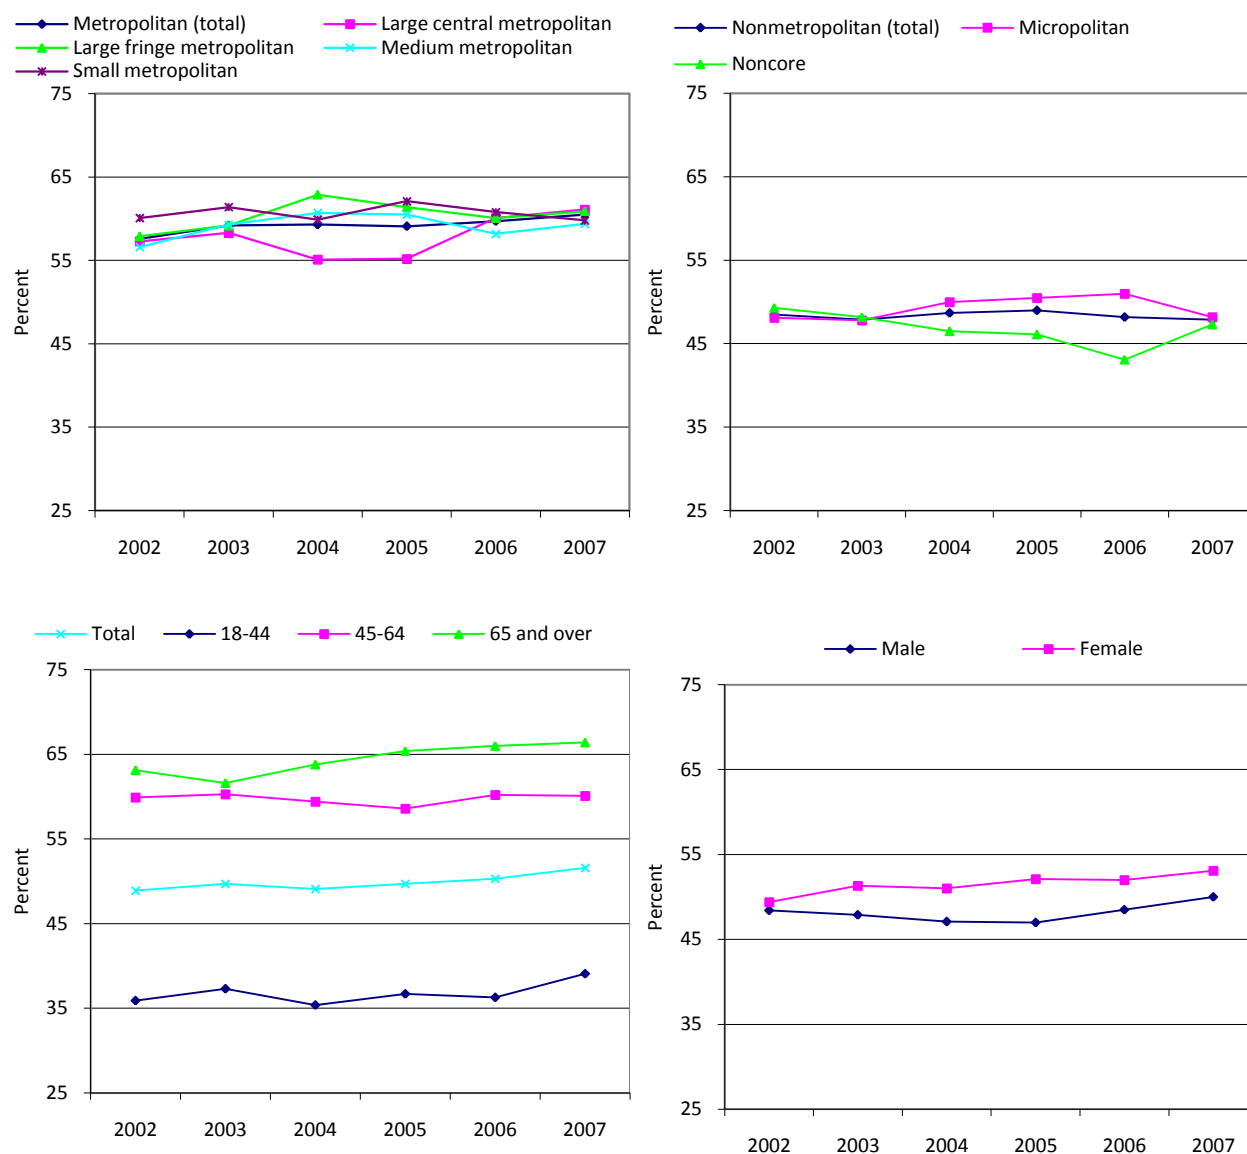 Metropolitan (total) Large central metropolitan
Large fringe metropolitan Medium metropolitan
Small metropolitan
75
65
55
45
35
25
Percent
2002 2003 2004 2005 2006 2007
Nonmetropolitan (total) Micropolitan
Noncore
75
65
55
45
35
25
Percent
2002 2003 2004 2005 2006 2007
Total 18-44 45-64 65 and over
75
65
55
45
35
25
Percent
2002 2003 2004 2005 2006 2007
Male Female
75
65
55
45
35
25
Percent
2002 2003 2004 2005 2006 2007